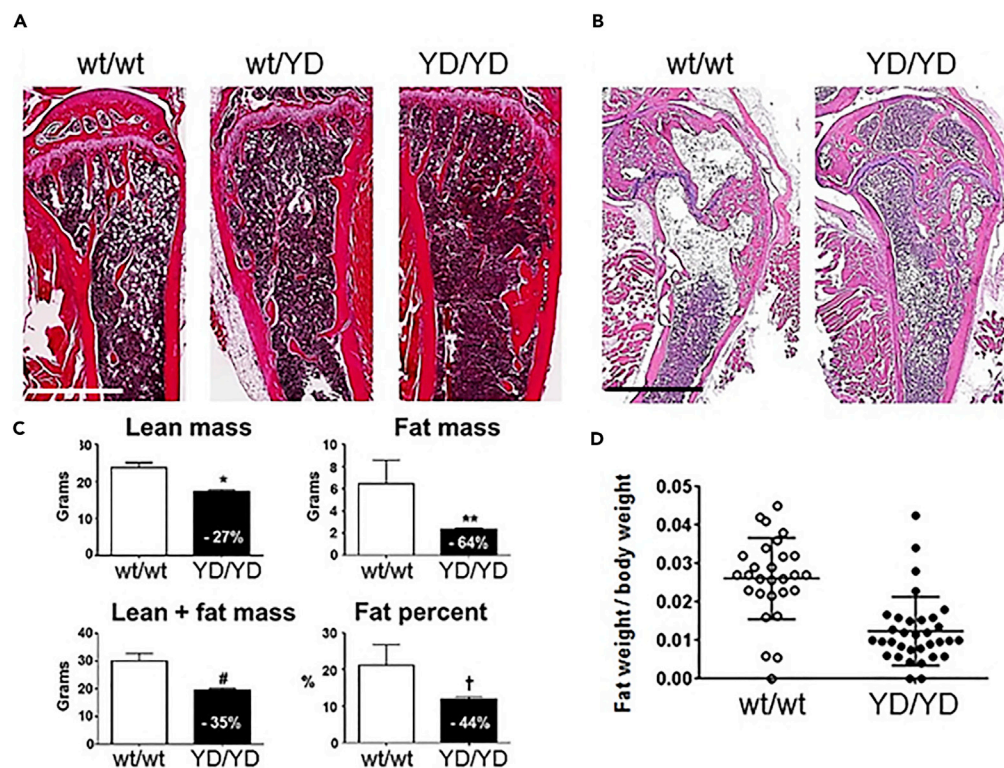 A
wt/wt wt/YD YD/YD
B
wt/wt YD/YD
C
Lean mass
Grams
30
20
10
0
*
- 27%
wt/wt YD/YD
Fat mass
Grams
8
6
4
2
0
**
- 64%
wt/wt YD/YD
Lean + fat mass
Grams
40
30
20
10
0
#
- 35%
wt/wt YD/YD
Fat percent
%
30
20
10
0
†
- 44%
wt/wt YD/YD
D
Fat weight / body weight
0.05
0.04
0.03
0.02
0.01
0.00
wt/wt YD/YD